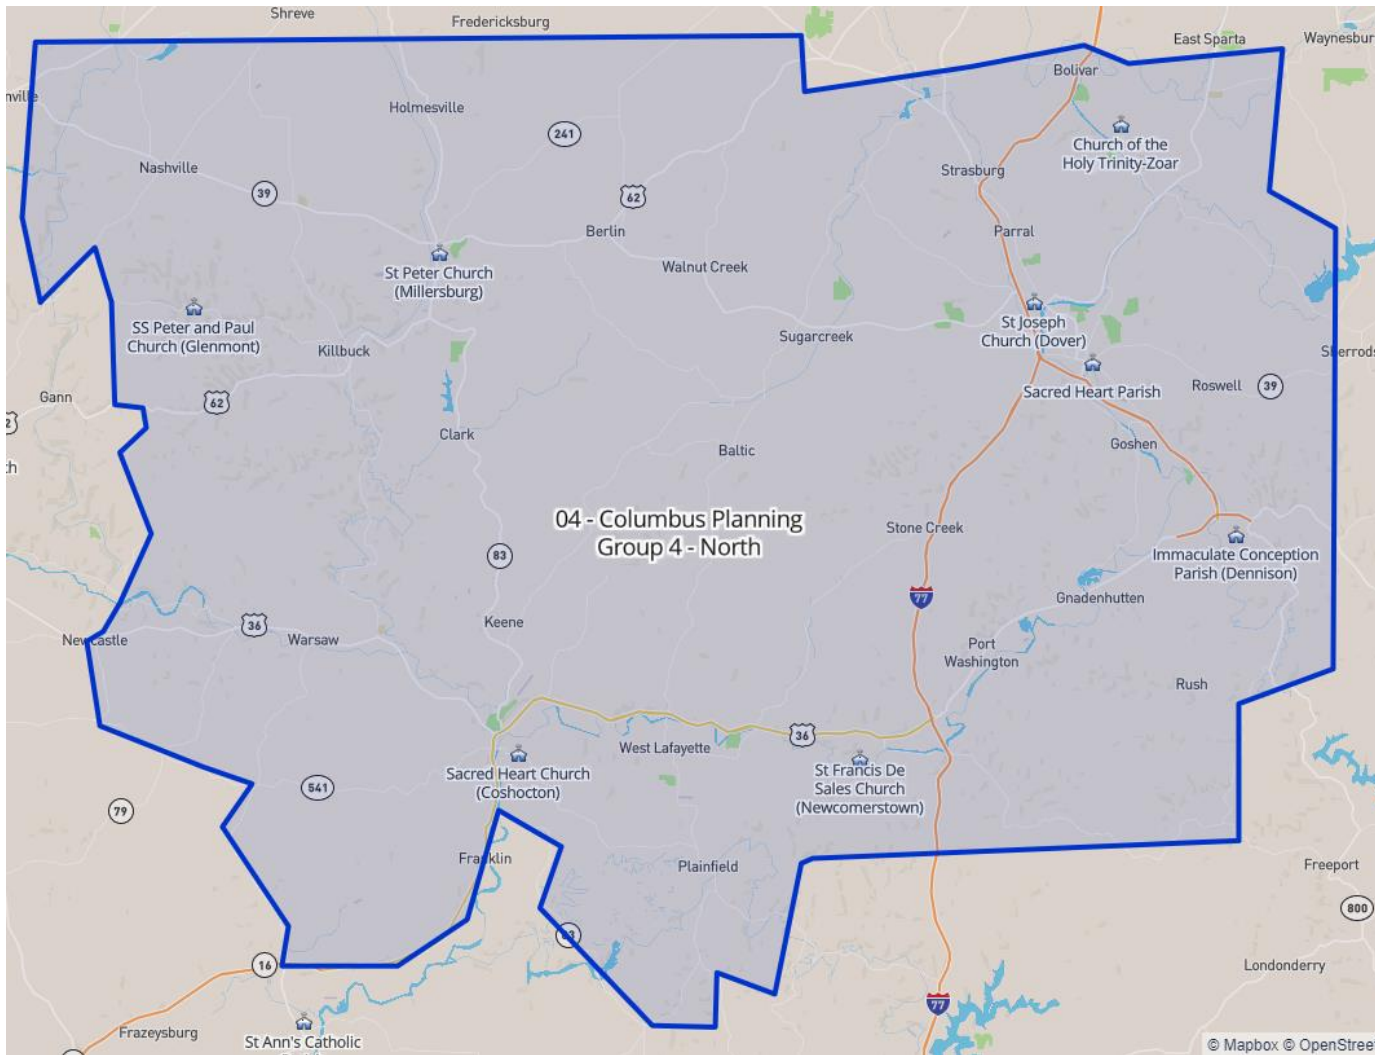 Shreve
Fredericksburg
East Sparta
Waynesbur
Bolivar
nville
Holmesville
241
Church of the
Holy Trinity-Zoar
Nashville
39
62
Strasburg
Berlin
Parral
St Peter Church
(Millersburg)
Walnut Creek
SS Peter and Paul
Church (Glenmont)
Killbuck
Sugarcreek
St Joseph
Church (Dover)
Sherrods
Gann
62
2
Sacred Heart Parish
Roswell
39
Clark
Baltic
Goshen
th
04 - Columbus Planning
Group 4 - North
Stone Creek
83
Immaculate Conception
Parish (Dennison)
77
Gnadenhutten
Newcastle
36
Warsaw
Keene
Port
Washington
Rush
36
West Lafayette
Sacred Heart Church
(Coshocton)
St Francis De
Sales Church
(Newcomerstown)
541
79
Franklin
Plainfield
Freeport
800
83
16
Londonderry
77
Frazeysburg
St Ann's Catholic
© Mapbox © OpenStreet